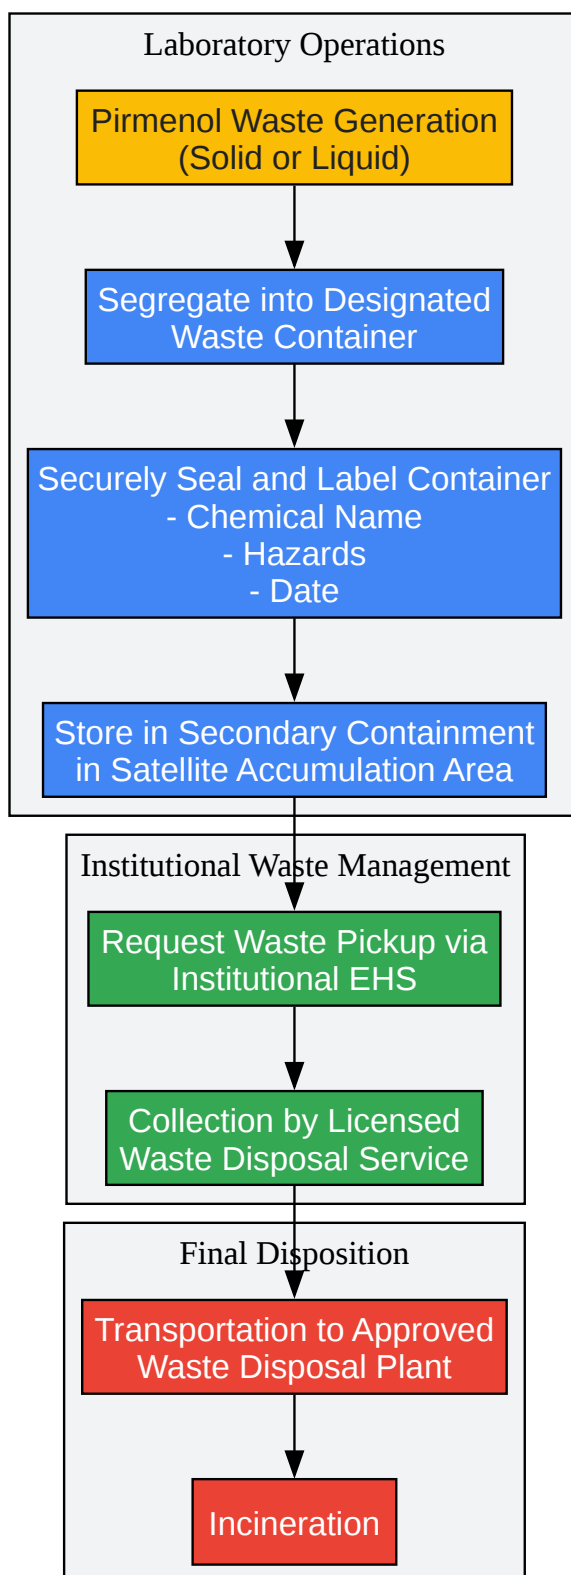 Laboratory Operations
Pirmenol Waste Generation
(Solid or Liquid)
Segregate into Designated
Waste Container
Securely Seal and Label Container
- Chemical Name
- Hazards
- Date
Store in Secondary Containment
in Satellite Accumulation Area
Institutional Waste Management
Request Waste Pickup via
Institutional EHS
Collection by Licensed
Waste Disposal Service
Final Disposition
Transportation to Approved
Waste Disposal Plant
Incineration